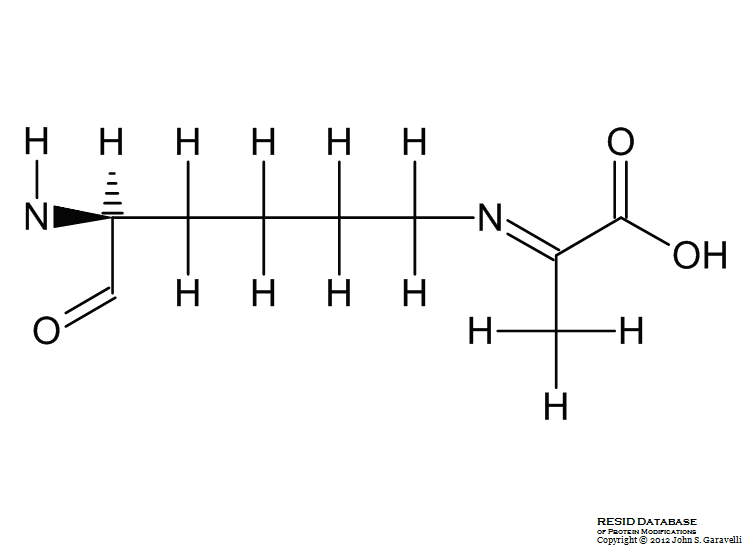 H H H H H H O
N N
OH
H H H H
O H H
H
RESID DATABASE
OF PROTEIN MODIFICATIONS
Copyright © 2012 John S. Garavelli